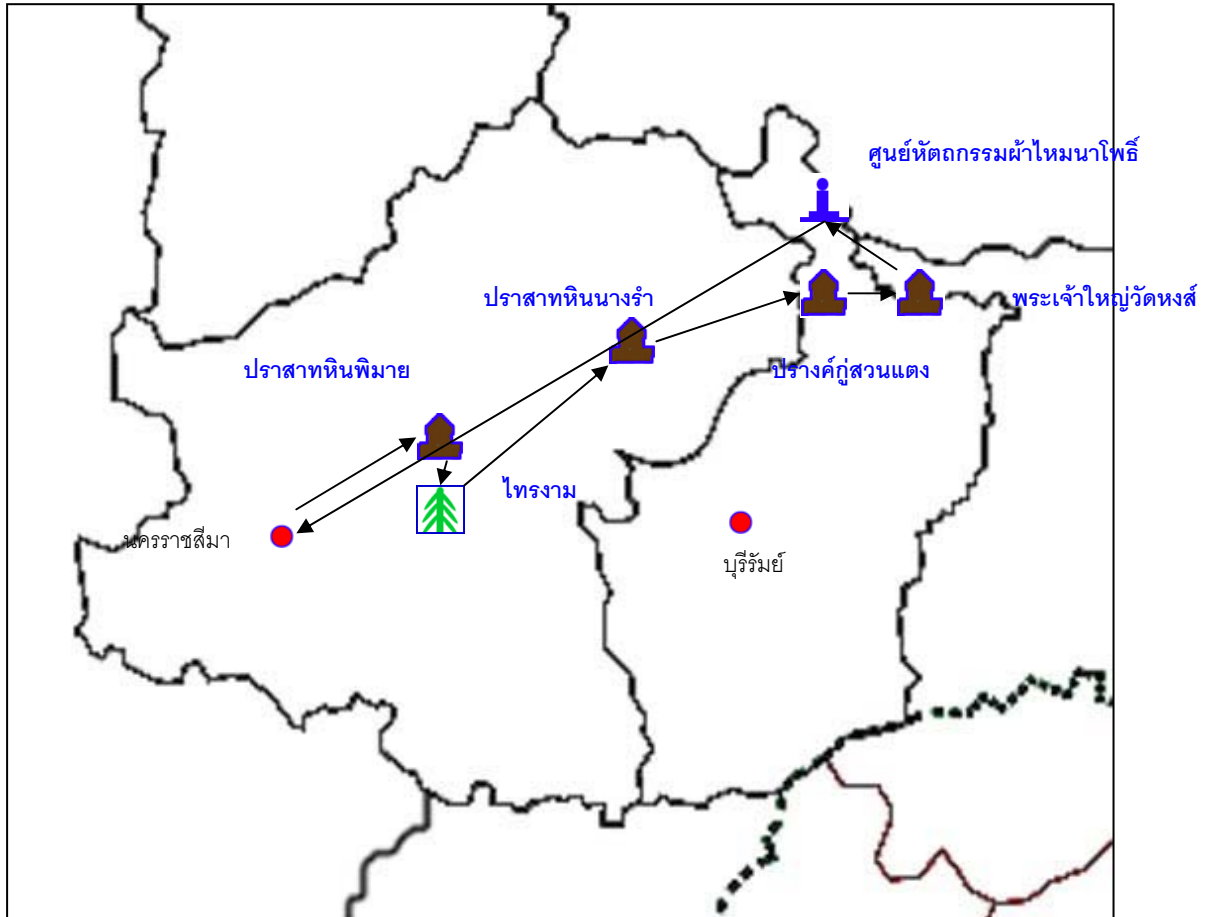 ศูนย์หัตถกรรมผ้าไหมนาโพธิ์
ปราสาทหินนางรำ
พระเจ้าใหญ่วัดหงส์
ปราสาทหินพิมาย
ปรางค์กู่สวนแตง
ไทรงาม
นครราชสีมา
บุรีรัมย์